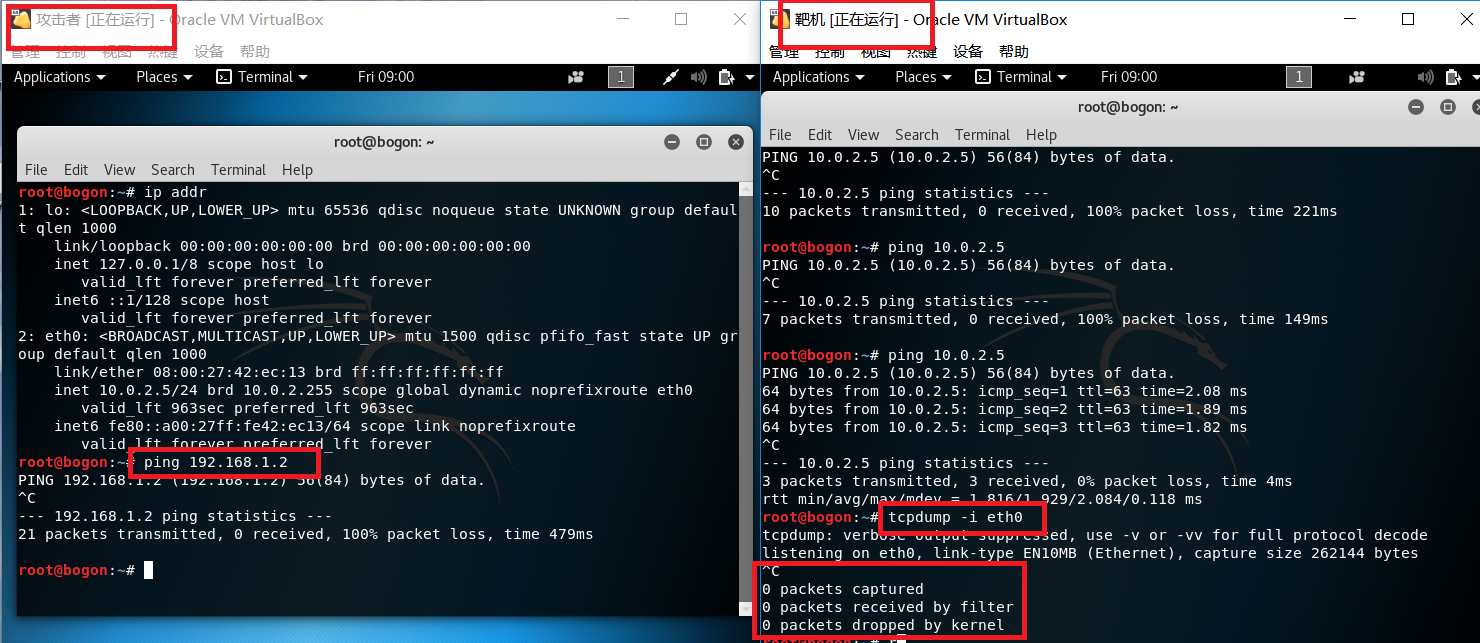 攻击者 [正在运行] - Oracle VM VirtualBox
管理 控制 视图 热键 设备 帮助
Applications Places Terminal Fri 09:00 1
root@bogon: ~
File Edit View Search Terminal Help
root@bogon:~# ip addr
1: lo: <LOOPBACK,UP,LOWER_UP> mtu 65536 qdisc noqueue state UNKNOWN group defaul
t qlen 1000
    link/loopback 00:00:00:00:00:00 brd 00:00:00:00:00:00
    inet 127.0.0.1/8 scope host lo
       valid_lft forever preferred_lft forever
    inet6 ::1/128 scope host
       valid_lft forever preferred_lft forever
2: eth0: <BROADCAST,MULTICAST,UP,LOWER_UP> mtu 1500 qdisc pfifo_fast state UP gr
oup default qlen 1000
    link/ether 08:00:27:42:ec:13 brd ff:ff:ff:ff:ff:ff
    inet 10.0.2.5/24 brd 10.0.2.255 scope global dynamic noprefixroute eth0
       valid_lft 963sec preferred_lft 963sec
    inet6 fe80::a00:27ff:fe42:ec13/64 scope link noprefixroute
       valid_lft forever preferred_lft forever
root@bogon:~# ping 192.168.1.2
PING 192.168.1.2 (192.168.1.2) 56(84) bytes of data.
^C
--- 192.168.1.2 ping statistics ---
21 packets transmitted, 0 received, 100% packet loss, time 479ms
root@bogon:~#
靶机 [正在运行] - Oracle VM VirtualBox
管理 控制 视图 热键 设备 帮助
Applications Places Terminal Fri 09:00 1
root@bogon: ~
File Edit View Search Terminal Help
PING 10.0.2.5 (10.0.2.5) 56(84) bytes of data.
^C
--- 10.0.2.5 ping statistics ---
10 packets transmitted, 0 received, 100% packet loss, time 221ms
root@bogon:~# ping 10.0.2.5
PING 10.0.2.5 (10.0.2.5) 56(84) bytes of data.
^C
--- 10.0.2.5 ping statistics ---
7 packets transmitted, 0 received, 100% packet loss, time 149ms
root@bogon:~# ping 10.0.2.5
PING 10.0.2.5 (10.0.2.5) 56(84) bytes of data.
64 bytes from 10.0.2.5: icmp_seq=1 ttl=63 time=2.08 ms
64 bytes from 10.0.2.5: icmp_seq=2 ttl=63 time=1.89 ms
64 bytes from 10.0.2.5: icmp_seq=3 ttl=63 time=1.82 ms
^C
--- 10.0.2.5 ping statistics ---
3 packets transmitted, 3 received, 0% packet loss, time 4ms
rtt min/avg/max/mdev = 1.816/1.929/2.084/0.118 ms
root@bogon:~# tcpdump -i eth0
tcpdump: verbose output suppressed, use -v or -vv for full protocol decode
listening on eth0, link-type EN10MB (Ethernet), capture size 262144 bytes
^C
0 packets captured
0 packets received by filter
0 packets dropped by kernel